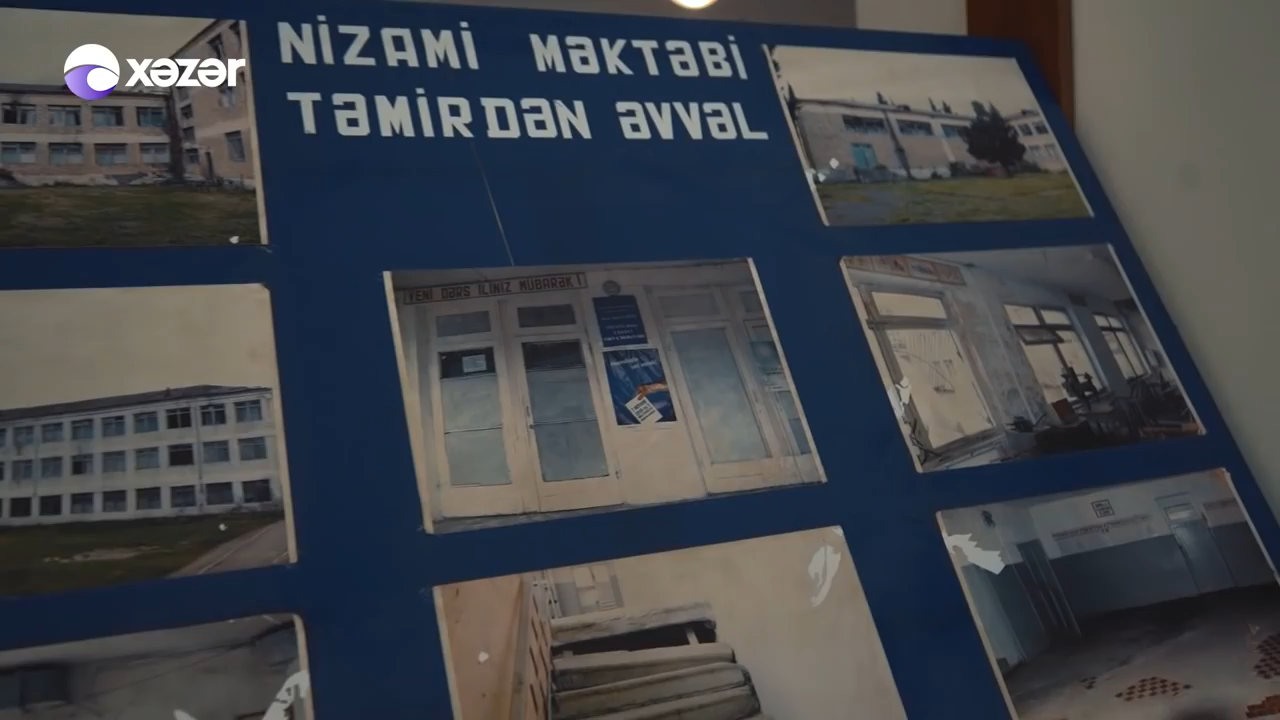 xəzər
NİZAMİ MƏKTƏBİ
TƏMİRDƏN ƏVVƏL
YENİ DƏRS İLİNİZ MÜBARƏK!